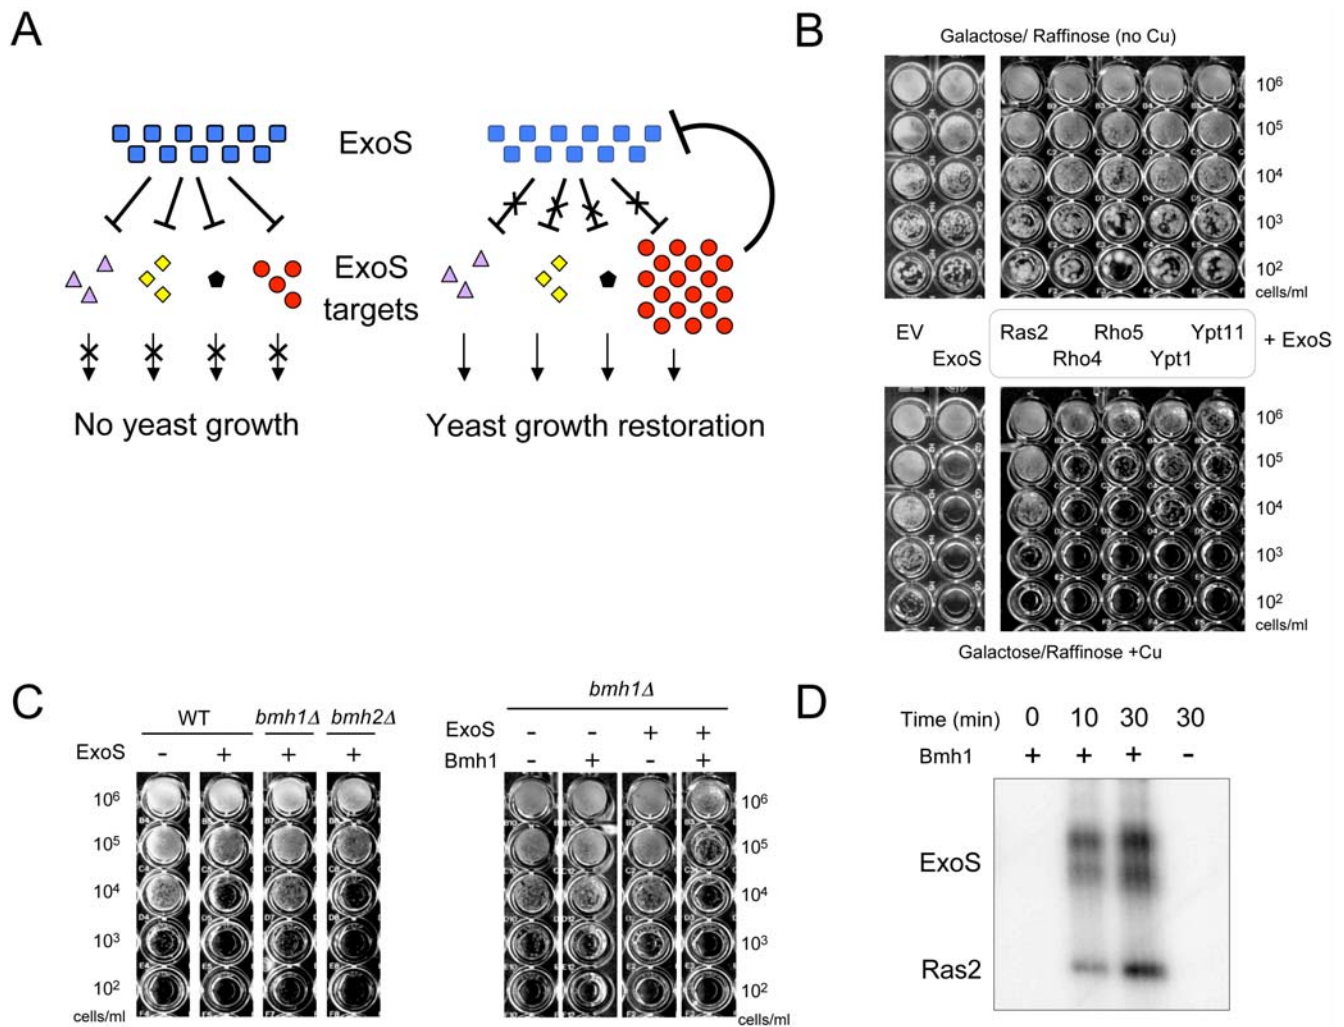 A
ExoS
ExoS
targets
No yeast growth
Yeast growth restoration
B
Galactose/ Raffinose (no Cu)
10⁶
10⁵
10⁴
10³
10²
cells/ml
EV
ExoS
Ras2
Rho4
Rho5
Ypt1
Ypt11
+ ExoS
10⁶
10⁵
10⁴
10³
10²
cells/ml
Galactose/Raffinose +Cu
C
WT bmh1Δ bmh2Δ
ExoS - + + +
10⁶
10⁵
10⁴
10³
10²
cells/ml
bmh1Δ
ExoS - - + +
Bmh1 - + - +
10⁶
10⁵
10⁴
10³
10²
cells/ml
D
Time (min) 0 10 30 30
Bmh1 + + + -
ExoS
Ras2